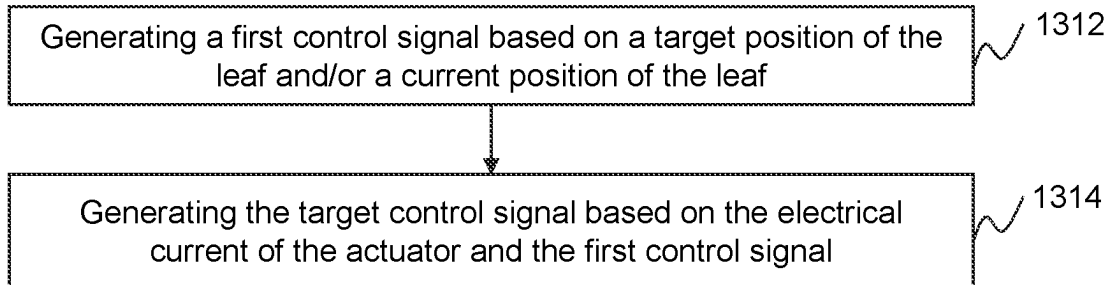 Generating a first control signal based on a target position of the
leaf and/or a current position of the leaf
1312
Generating the target control signal based on the electrical
current of the actuator and the first control signal
1314